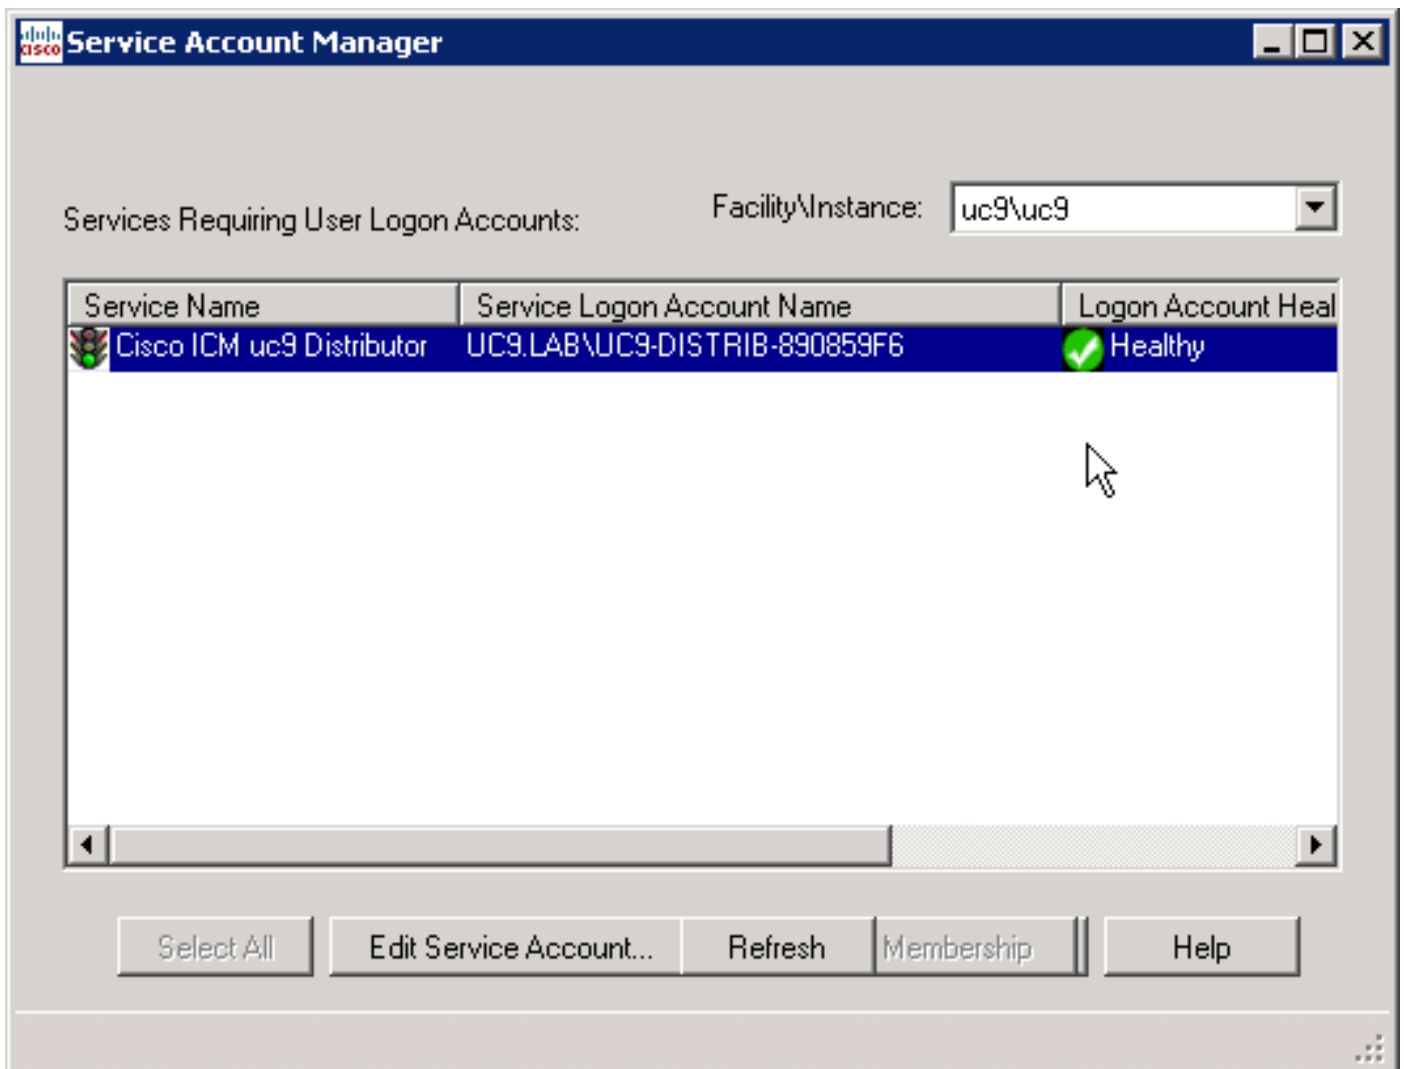 cisco Service Account Manager
Services Requiring User Logon Accounts:
Facility\Instance: uc9\uc9
Service Name Service Logon Account Name Logon Account Heal
Cisco ICM uc9 Distributor UC9.LAB\UC9-DISTRIB-890859F6 Healthy
Select All Edit Service Account... Refresh Membership Help